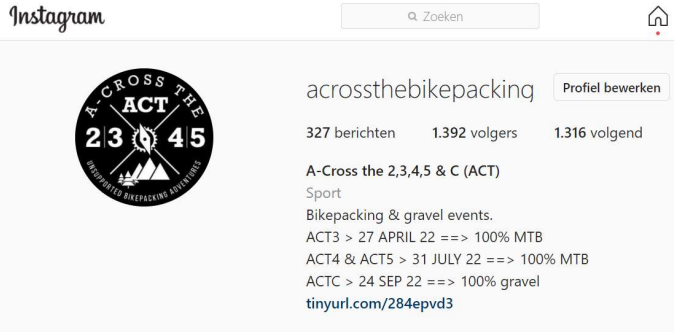 Instagram
Zoeken
A-CROSS THE
ACT
2|3 4|5
UNSUPPORTED BIKEPACKING ADVENTURES
acrossthebikepacking
Profiel bewerken
327 berichten 1.392 volgers 1.316 volgend
A-Cross the 2,3,4,5 & C (ACT)
Sport
Bikepacking & gravel events.
ACT3 > 27 APRIL 22 ==> 100% MTB
ACT4 & ACT5 > 31 JULY 22 ==> 100% MTB
ACTC > 24 SEP 22 ==> 100% gravel
tinyurl.com/284epvd3